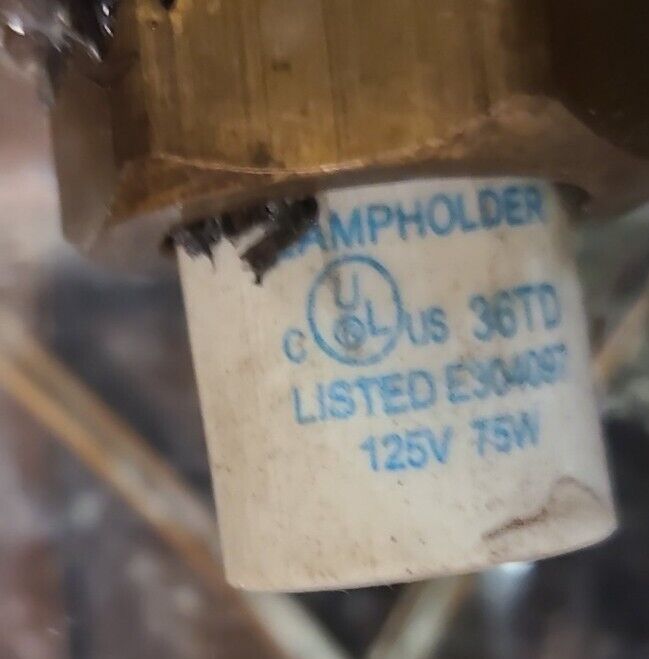 LAMPHOLDER
C UL US 36TD
LISTED E304097
125V 75W